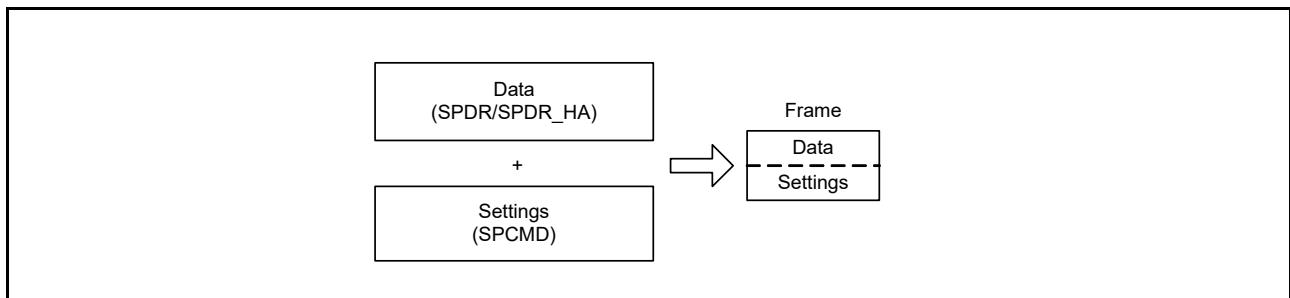 Data
(SPDR/SPDR_HA)
+
Settings
(SPCMD)
Frame
Data
Settings